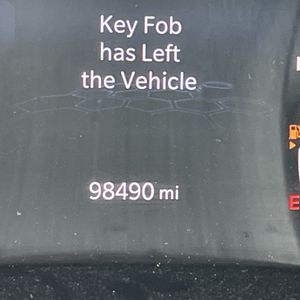 Key Fob
has Left
the Vehicle
98490 mi
E